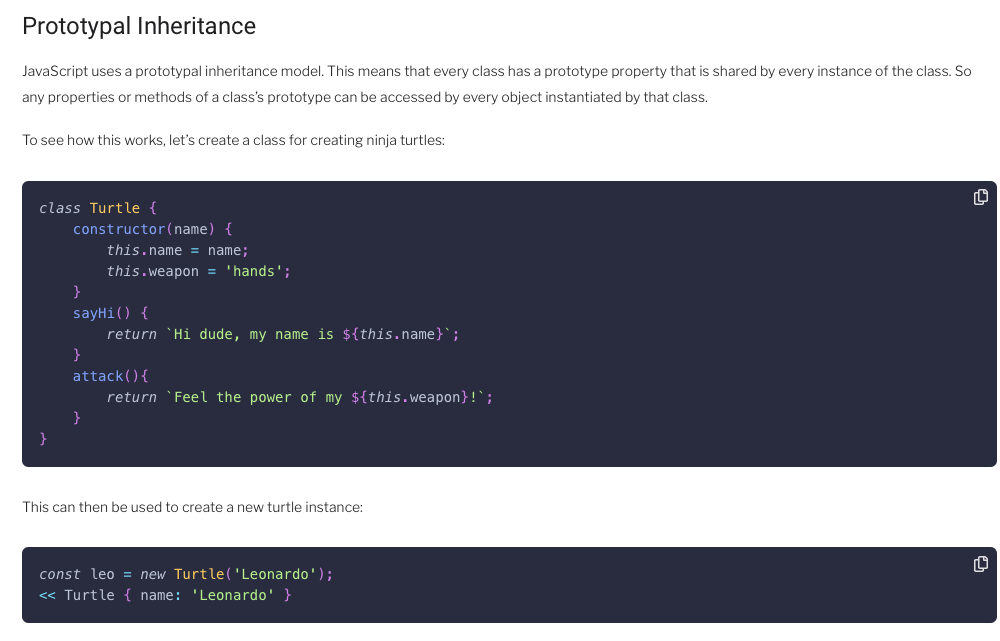 Prototypal Inheritance
JavaScript uses a prototypal inheritance model. This means that every class has a prototype property that is shared by every instance of the class. So
any properties or methods of a class’s prototype can be accessed by every object instantiated by that class.
To see how this works, let’s create a class for creating ninja turtles:
class Turtle {
    constructor(name) {
        this.name = name;
        this.weapon = 'hands';
    }
    sayHi() {
        return `Hi dude, my name is ${this.name}`;
    }
    attack(){
        return `Feel the power of my ${this.weapon}!`;
    }
}
This can then be used to create a new turtle instance:
const leo = new Turtle('Leonardo');
<< Turtle { name: 'Leonardo' }